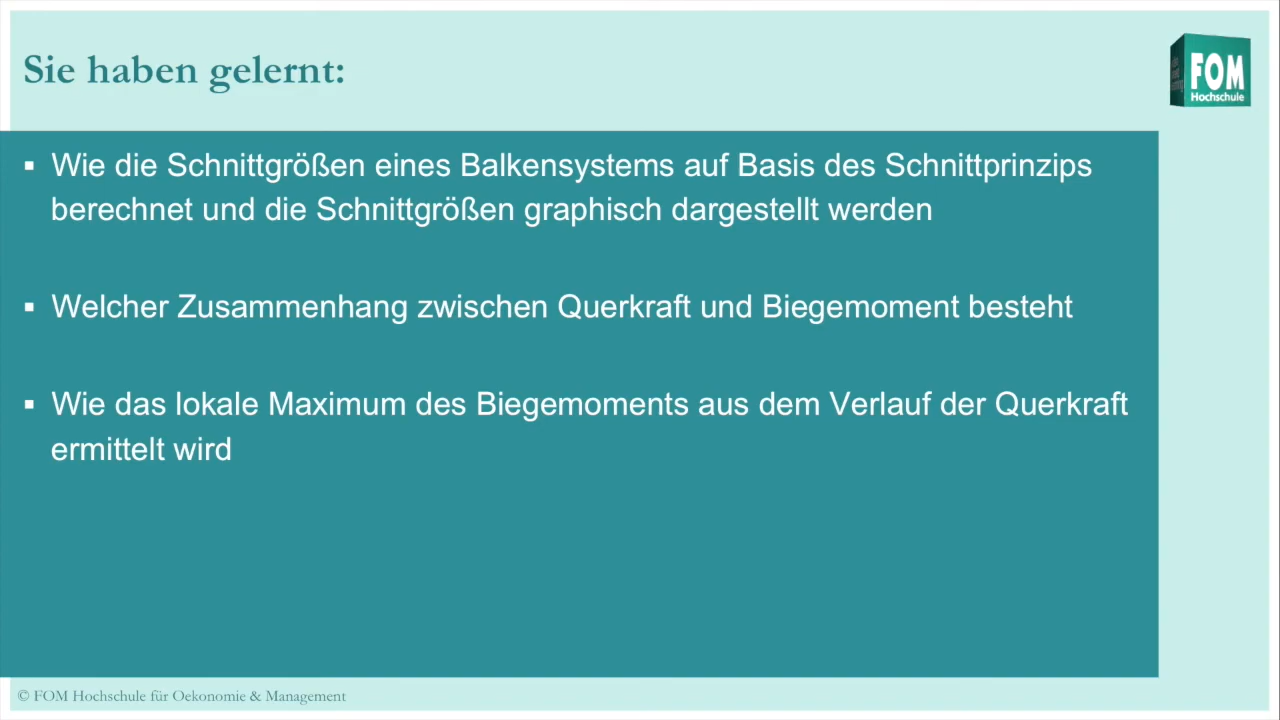 Sie haben gelernt:
FOM
Hochschule
▪ Wie die Schnittgrößen eines Balkensystems auf Basis des Schnittprinzips
berechnet und die Schnittgrößen graphisch dargestellt werden
▪ Welcher Zusammenhang zwischen Querkraft und Biegemoment besteht
▪ Wie das lokale Maximum des Biegemoments aus dem Verlauf der Querkraft
ermittelt wird
© FOM Hochschule für Oekonomie & Management